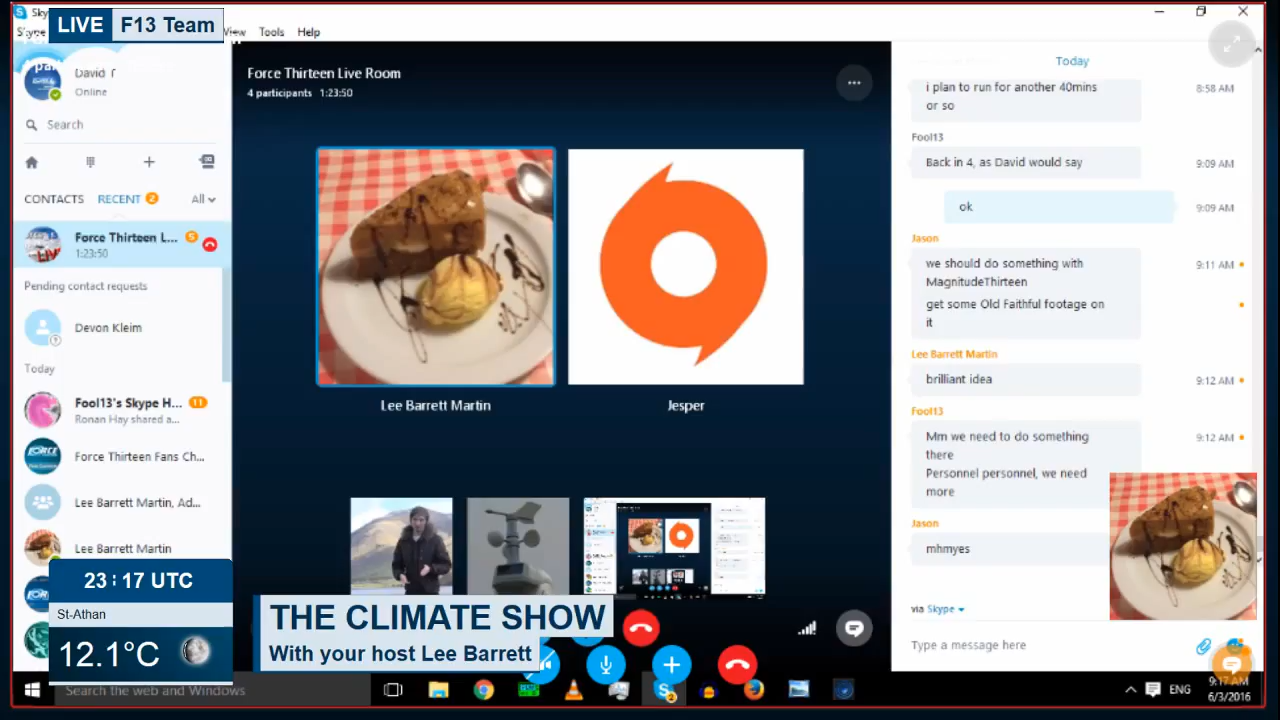 LIVE
F13 Team
View
Tools
Help
David T
Online
Search
CONTACTS
RECENT
2
All
Force Thirteen L...
5
1:23:50
Pending contact requests
Devon Kleim
Today
Fool13's Skype H...
11
Ronan Hay shared a...
Force Thirteen Fans Ch...
Lee Barrett Martin, Ad...
Lee Barrett Martin
23:17 UTC
St-Athan
12.1°C
Force Thirteen Live Room
4 participants 1:23:50
Lee Barrett Martin
Jesper
THE CLIMATE SHOW
With your host Lee Barrett
Today
i plan to run for another 40mins
or so
8:58 AM
Fool13
Back in 4, as David would say
9:09 AM
ok
9:09 AM
Jason
we should do something with
MagnitudeThirteen
9:11 AM
get some Old Faithful footage on
it
Lee Barrett Martin
brilliant idea
9:12 AM
Fool13
Mm we need to do something
there
9:12 AM
Personnel personnel, we need
more
Jason
mhmyes
via Skype
Type a message here
Search the web and Windows
2
ENG
9:17 AM
6/3/2016